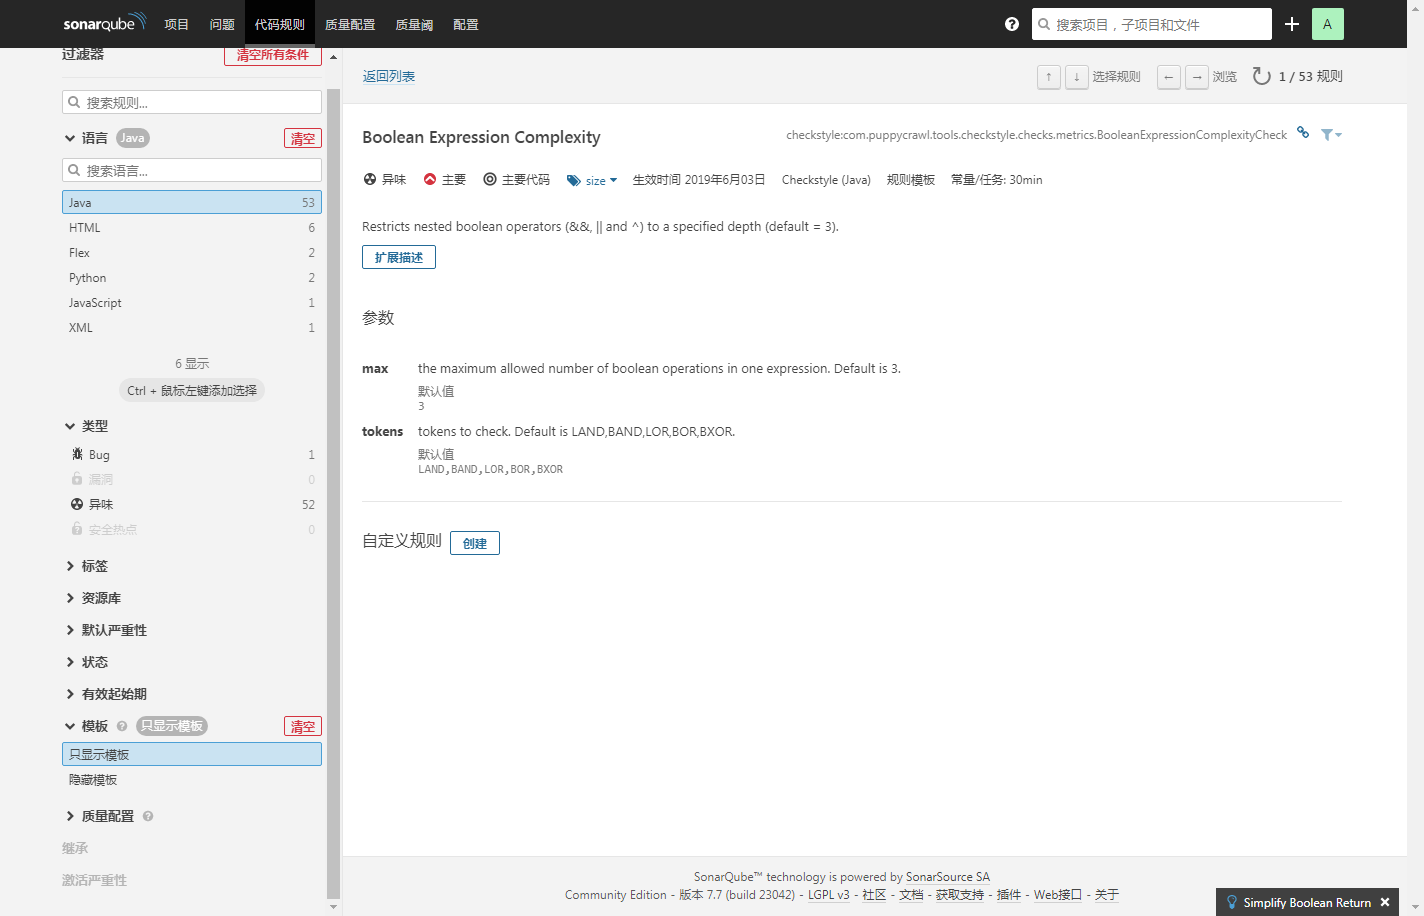 sonarqube 项目 问题 代码规则 质量配置 质量阈 配置 搜索项目，子项目和文件 A
过滤器 清空所有条件
搜索规则...
语言 Java 清空
搜索语言...
Java 53
HTML 6
Flex 2
Python 2
JavaScript 1
XML 1
6 显示
Ctrl + 鼠标左键添加选择
类型
Bug 1
漏洞 0
异味 52
安全热点 0
标签
资源库
默认严重性
状态
有效起始期
模板 ? 只显示模板 清空
只显示模板
隐藏模板
质量配置 ?
继承
激活严重性
返回列表 ↑ ↓ 选择规则 ← → 浏览 1 / 53 规则
Boolean Expression Complexity checkstyle:com.puppycrawl.tools.checkstyle.checks.metrics.BooleanExpressionComplexityCheck
异味 主要 主要代码 size 生效时间 2019年6月03日 Checkstyle (Java) 规则模板 常量/任务: 30min
Restricts nested boolean operators (&&, || and ^) to a specified depth (default = 3).
扩展描述
参数
max the maximum allowed number of boolean operations in one expression. Default is 3.
默认值
3
tokens tokens to check. Default is LAND,BAND,LOR,BOR,BXOR.
默认值
LAND,BAND,LOR,BOR,BXOR
自定义规则 创建
SonarQube™ technology is powered by SonarSource SA
Community Edition - 版本 7.7 (build 23042) - LGPL v3 - 社区 - 文档 - 获取支持 - 插件 - Web接口 - 关于
Simplify Boolean Return ×